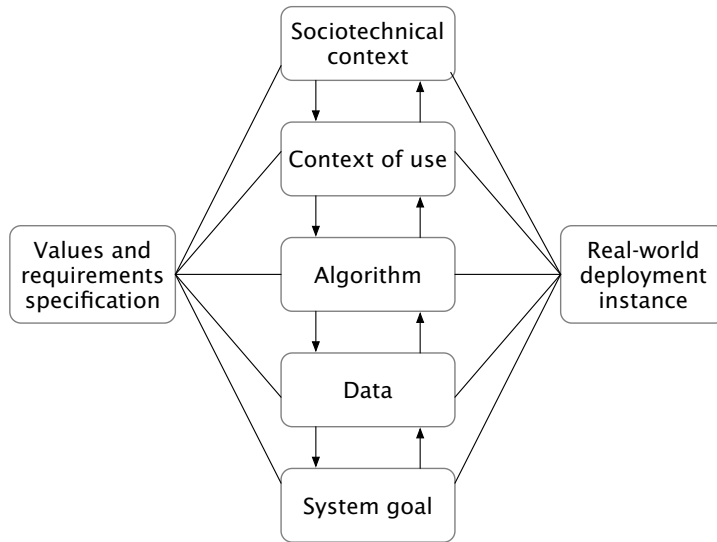 Sociotechnical
context
Context of use
Values and
requirements
specification
Algorithm
Real-world
deployment
instance
Data
System goal